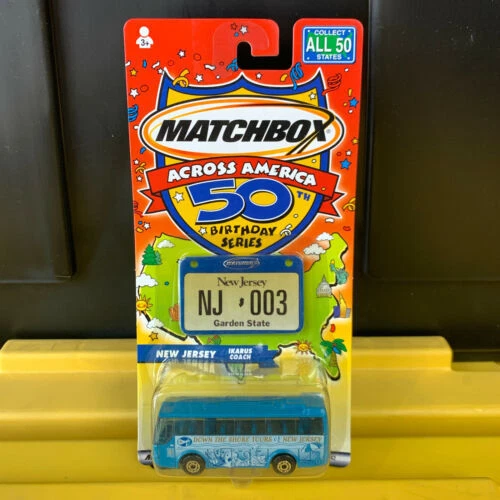 3+
COLLECT
ALL 50
STATES
MATCHBOX
ACROSS AMERICA
50TH
BIRTHDAY
SERIES
MATCHBOX
New Jersey
NJ 003
Garden State
NEW JERSEY
IKARUS
COACH
DOWN THE SHORE TOURS NEW JERSEY